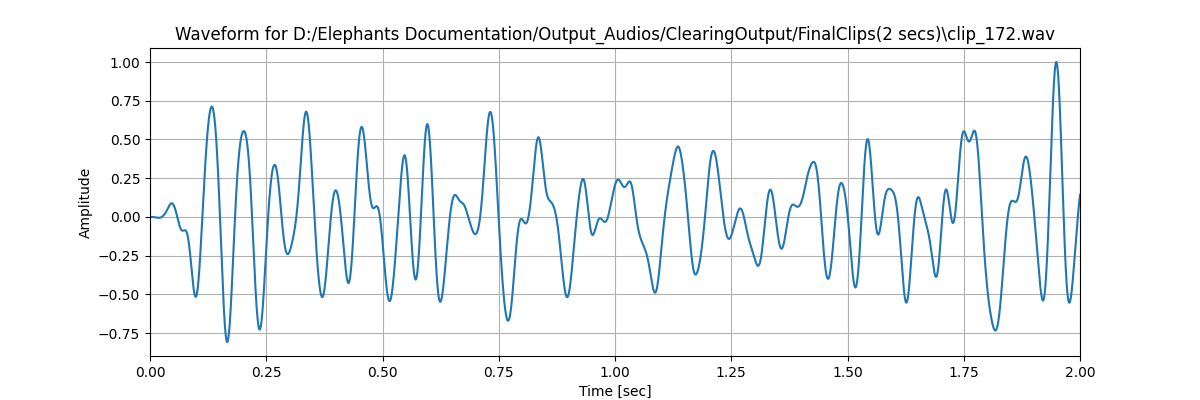 Waveform for D:/Elephants Documentation/Output_Audios/ClearingOutput/FinalClips(2 secs)\clip_172.wav
1.00
0.75
0.50
0.25
0.00
−0.25
−0.50
−0.75
Amplitude
0.00 0.25 0.50 0.75 1.00 1.25 1.50 1.75 2.00
Time [sec]